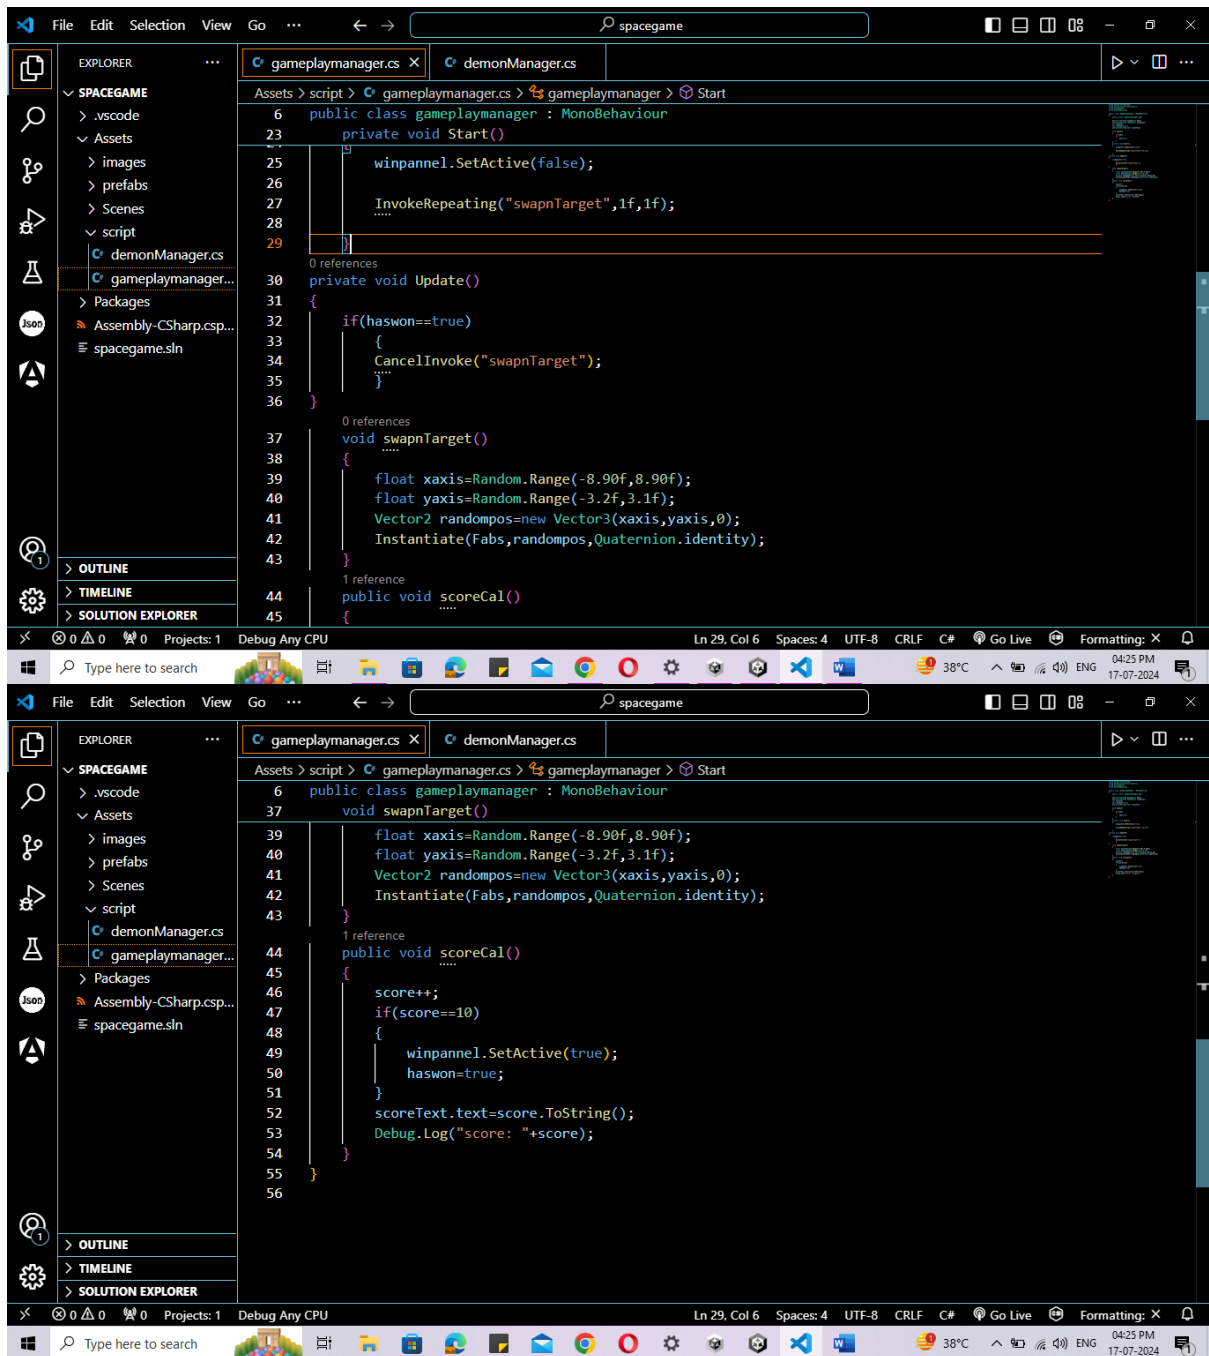 File Edit Selection View Go ··· spacegame
EXPLORER ···
gameplaymanager.cs demonManager.cs
SPACEGAME
Assets > script > gameplaymanager.cs > gameplaymanager > Start
.vscode
Assets
images
prefabs
Scenes
script
demonManager.cs
gameplaymanager...
Packages
Assembly-CSharp.csp...
spacegame.sln
Json
1
OUTLINE
TIMELINE
SOLUTION EXPLORER
6 public class gameplaymanager : MonoBehaviour
23 private void Start()
25 winpannel.SetActive(false);
26
27 InvokeRepeating("swapnTarget",1f,1f);
28
29 }
0 references
30 private void Update()
31 {
32 if(haswon==true)
33 {
34 CancelInvoke("swapnTarget");
35 }
36 }
0 references
37 void swapnTarget()
38 {
39 float xaxis=Random.Range(-8.90f,8.90f);
40 float yaxis=Random.Range(-3.2f,3.1f);
41 Vector2 randompos=new Vector3(xaxis,yaxis,0);
42 Instantiate(Fabs,randompos,Quaternion.identity);
43 }
1 reference
44 public void scoreCal()
45 {
0 0 0 Projects: 1 Debug Any CPU Ln 29, Col 6 Spaces: 4 UTF-8 CRLF C# Go Live Formatting: ×
Type here to search 38°C ENG 04:25 PM
17-07-2024
File Edit Selection View Go ··· spacegame
EXPLORER ···
gameplaymanager.cs demonManager.cs
SPACEGAME
Assets > script > gameplaymanager.cs > gameplaymanager > Start
.vscode
Assets
images
prefabs
Scenes
script
demonManager.cs
gameplaymanager...
Packages
Assembly-CSharp.csp...
spacegame.sln
Json
1
OUTLINE
TIMELINE
SOLUTION EXPLORER
6 public class gameplaymanager : MonoBehaviour
37 void swapnTarget()
39 float xaxis=Random.Range(-8.90f,8.90f);
40 float yaxis=Random.Range(-3.2f,3.1f);
41 Vector2 randompos=new Vector3(xaxis,yaxis,0);
42 Instantiate(Fabs,randompos,Quaternion.identity);
43 }
1 reference
44 public void scoreCal()
45 {
46 score++;
47 if(score==10)
48 {
49 winpannel.SetActive(true);
50 haswon=true;
51 }
52 scoreText.text=score.ToString();
53 Debug.Log("score: "+score);
54 }
55 }
56
0 0 0 Projects: 1 Debug Any CPU Ln 29, Col 6 Spaces: 4 UTF-8 CRLF C# Go Live Formatting: ×
Type here to search 38°C ENG 04:25 PM
17-07-2024